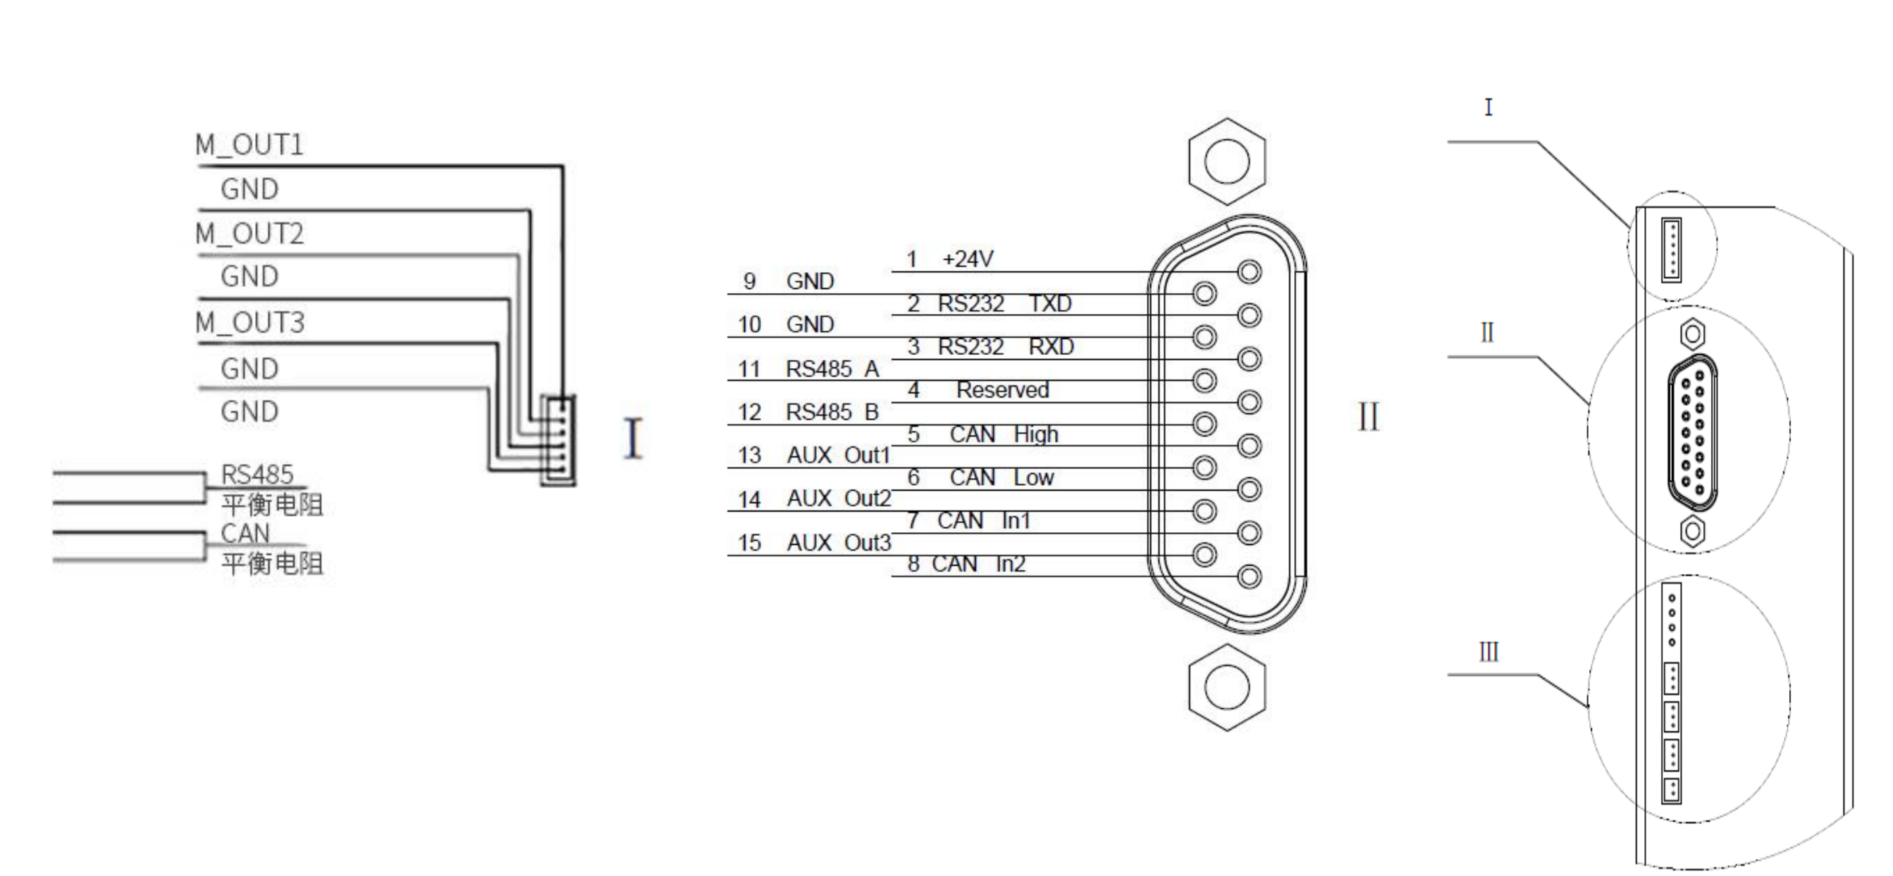 M_OUT1
GND
M_OUT2
GND
M_OUT3
GND
GND
RS485
平衡电阻
CAN
平衡电阻
I
1 +24V
9 GND
2 RS232 TXD
10 GND
3 RS232 RXD
11 RS485 A
4 Reserved
12 RS485 B
5 CAN High
13 AUX Out1
6 CAN Low
14 AUX Out2
7 CAN In1
15 AUX Out3
8 CAN In2
II
I
II
III